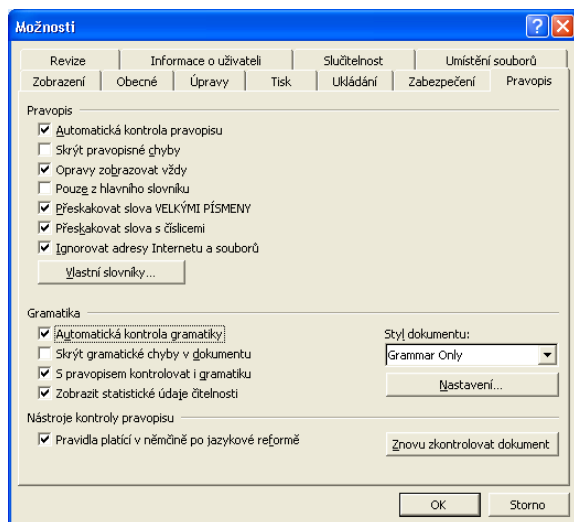 Možnosti
Revize Informace o uživateli Slučitelnost Umístění souborů
Zobrazení Obecné Úpravy Tisk Ukládání Zabezpečení Pravopis
Pravopis
Automatická kontrola pravopisu
Skrýt pravopisné chyby
Opravy zobrazovat vždy
Pouze z hlavního slovníku
Přeskakovat slova VELKÝMI PÍSMENY
Přeskakovat slova s číslicemi
Ignorovat adresy Internetu a souborů
Vlastní slovníky...
Gramatika
Automatická kontrola gramatiky Styl dokumentu:
Skrýt gramatické chyby v dokumentu Grammar Only
S pravopisem kontrolovat i gramatiku
Zobrazit statistické údaje čitelnosti Nastavení...
Nástroje kontroly pravopisu
Pravidla platící v němčině po jazykové reformě Znovu zkontrolovat dokument
OK Storno